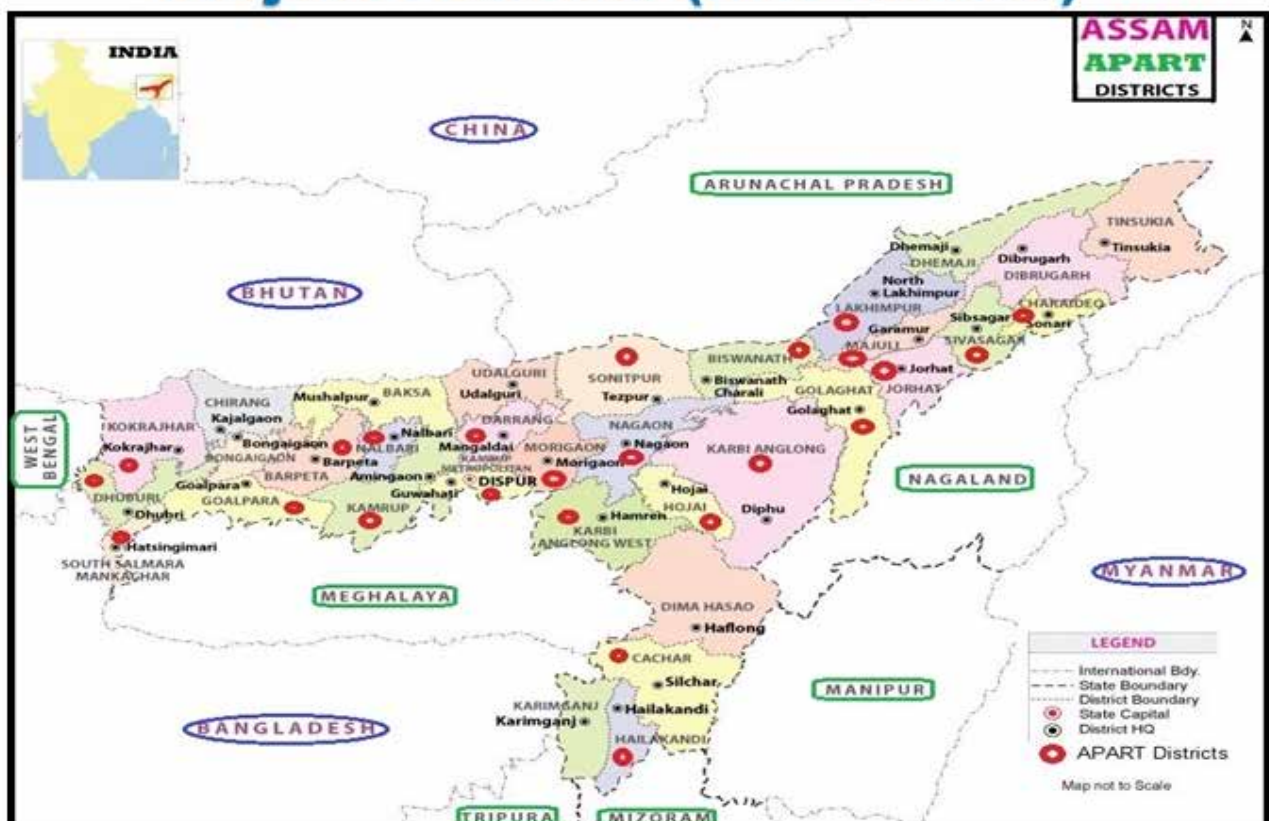 INDIA
ASSAM
APART
DISTRICTS
N
CHINA
ARUNACHAL PRADESH
BHUTAN
TINSUKIA
Tinsukia
Dhemaji
DHEMAJI
Dibrugarh
DIBRUGARH
North
Lakhimpur
LAKHIMPUR
CHARAIDEO
Sonari
Sibsagar
SIVASAGAR
Garamur
MAJULI
Jorhat
JORHAT
BISWANATH
Biswanath
Charali
GOLAGHAT
Golaghat
UDALGURI
Udalguri
SONITPUR
Tezpur
CHIRANG
Kajalgaon
Mushalpur
BAKSA
WEST
BENGAL
KOKRAJHAR
Kokrajhar
Bongaigaon
BONGAIGAON
Barpeta
BARPETA
Nalbari
NALBARI
DARRANG
Mangaldai
KAMRUP
METROPOLITAN
MORIGAON
Morigaon
NAGAON
Nagaon
KARBI ANGLONG
Diphu
Amingaon
Guwahati
DISPUR
Goalpara
GOALPARA
DHUBURI
Dhubri
KAMRUP
Hojai
HOJAI
Hamren
KARBI
ANGLONG WEST
NAGALAND
Hatsingimari
SOUTH SALMARA
MANKACHAR
MEGHALAYA
MYANMAR
DIMA HASAO
Haflong
CACHAR
Silchar
MANIPUR
KARIMGANJ
Karimganj
Hailakandi
HAILAKANDI
BANGLADESH
TRIPURA
MIZORAM
LEGEND
International Bdy.
State Boundary
District Boundary
State Capital
District HQ
APART Districts
Map not to Scale